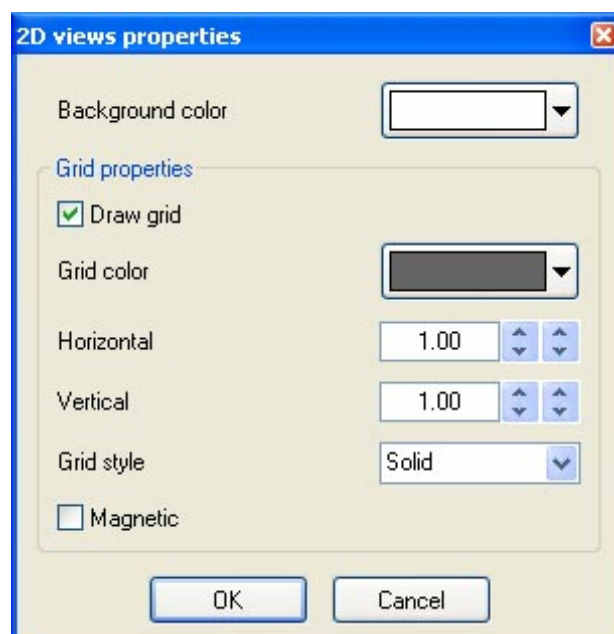 2D views properties
Background color
Grid properties
Draw grid
Grid color
Horizontal 1.00
Vertical 1.00
Grid style Solid
Magnetic
OK Cancel